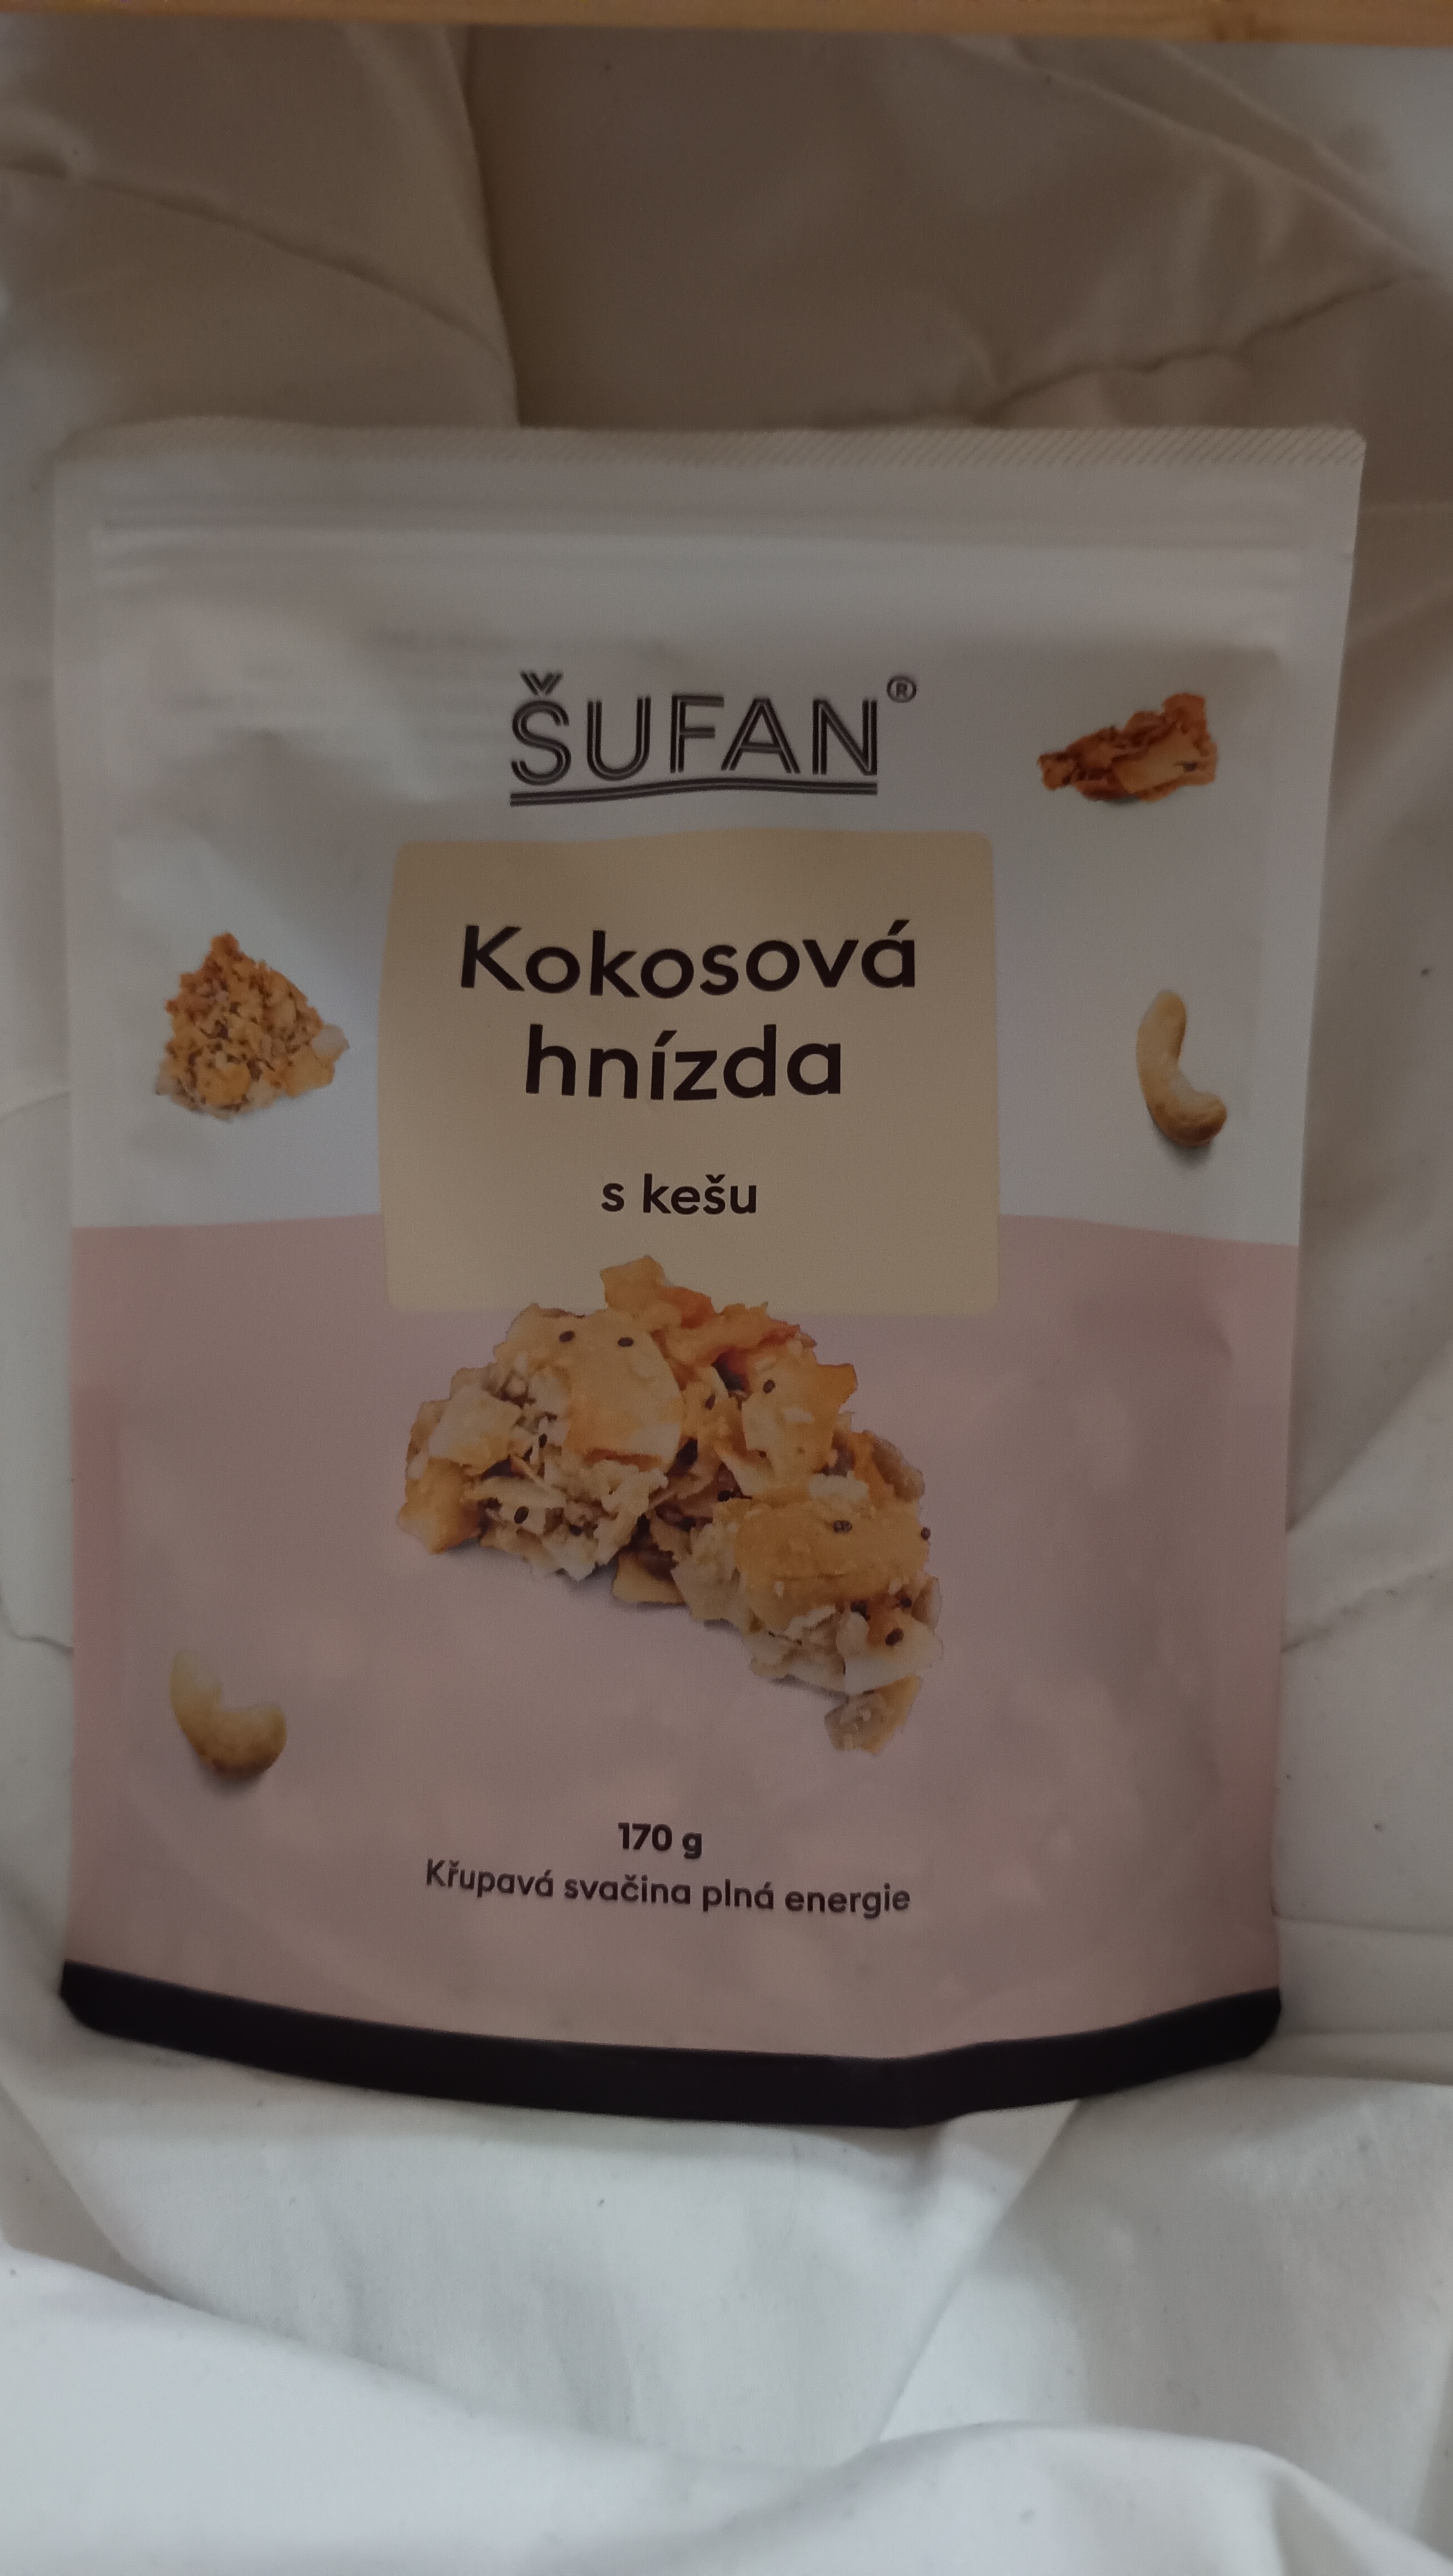 ŠUFAN®
Kokosová
hnízda
s kešu
170 g
Křupavá svačina plná energie